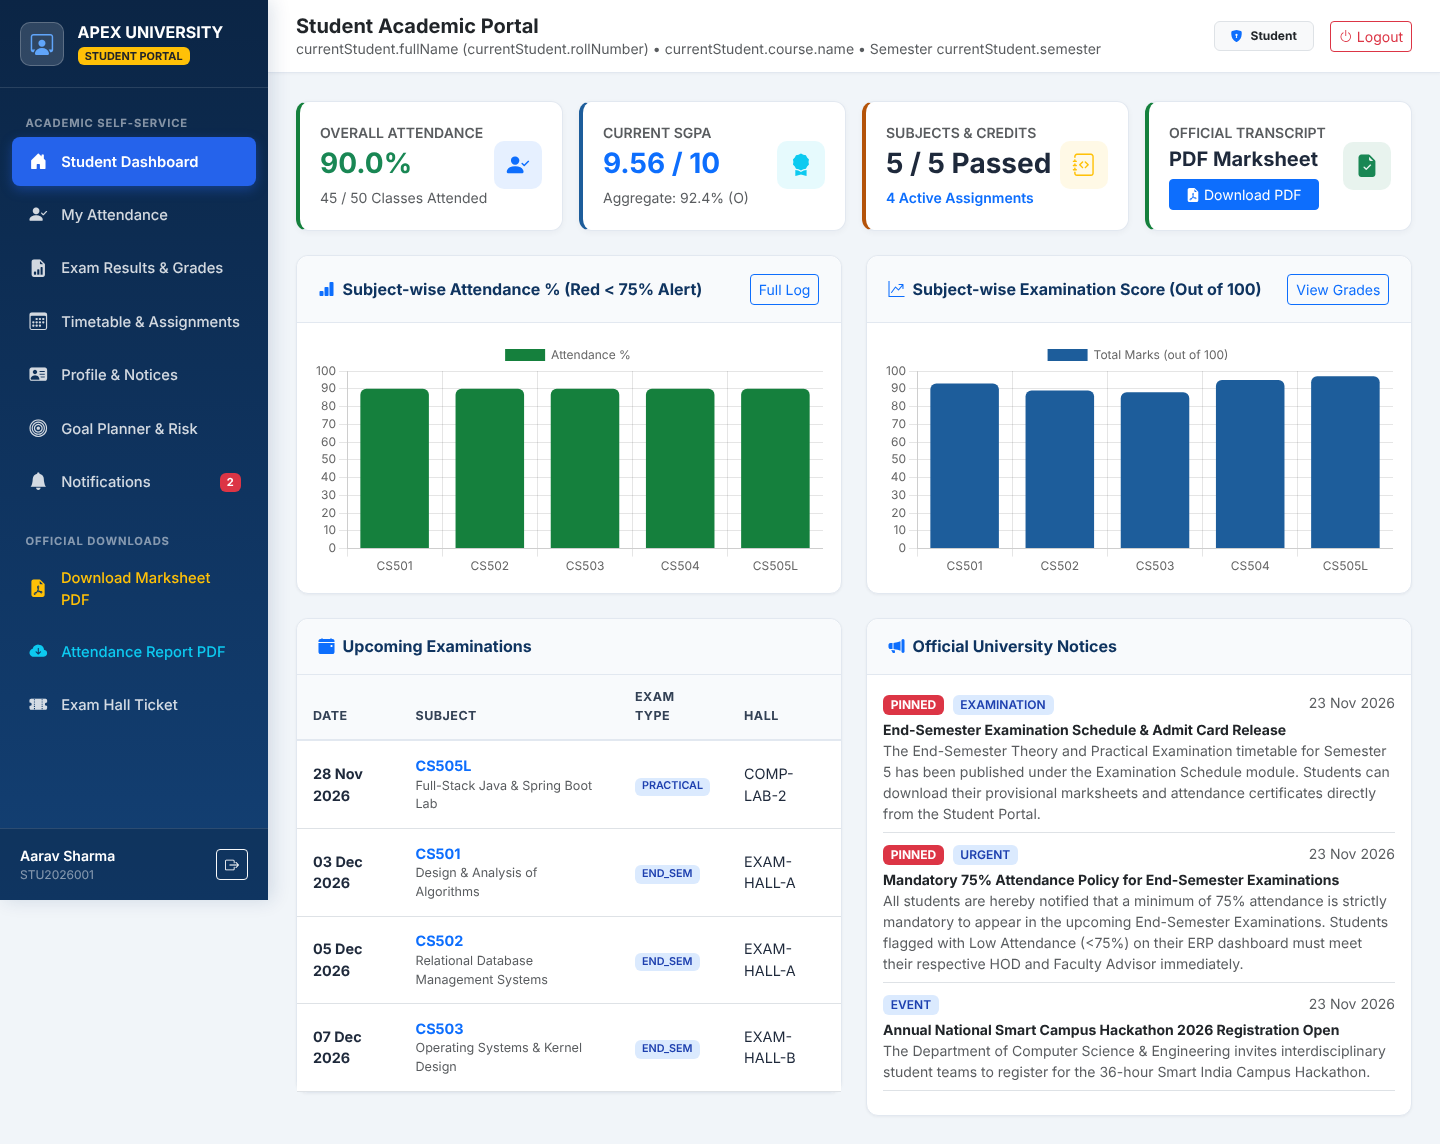 APEX UNIVERSITY
STUDENT PORTAL
ACADEMIC SELF-SERVICE
Student Dashboard
My Attendance
Exam Results & Grades
Timetable & Assignments
Profile & Notices
Goal Planner & Risk
Notifications
2
OFFICIAL DOWNLOADS
Download Marksheet
PDF
Attendance Report PDF
Exam Hall Ticket
Aarav Sharma
STU2026001
Student Academic Portal
currentStudent.fullName (currentStudent.rollNumber) • currentStudent.course.name • Semester currentStudent.semester
Student
Logout
OVERALL ATTENDANCE
90.0%
45 / 50 Classes Attended
CURRENT SGPA
9.56 / 10
Aggregate: 92.4% (O)
SUBJECTS & CREDITS
5 / 5 Passed
4 Active Assignments
OFFICIAL TRANSCRIPT
PDF Marksheet
Download PDF
Subject-wise Attendance % (Red < 75% Alert)
Full Log
Attendance %
100
90
80
70
60
50
40
30
20
10
0
CS501 CS502 CS503 CS504 CS505L
Subject-wise Examination Score (Out of 100)
View Grades
Total Marks (out of 100)
100
90
80
70
60
50
40
30
20
10
0
CS501 CS502 CS503 CS504 CS505L
Upcoming Examinations
DATE SUBJECT EXAM TYPE HALL
28 Nov 2026
CS505L
Full-Stack Java & Spring Boot
Lab
PRACTICAL
COMP-
LAB-2
03 Dec 2026
CS501
Design & Analysis of
Algorithms
END_SEM
EXAM-
HALL-A
05 Dec 2026
CS502
Relational Database
Management Systems
END_SEM
EXAM-
HALL-A
07 Dec 2026
CS503
Operating Systems & Kernel
Design
END_SEM
EXAM-
HALL-B
Official University Notices
PINNED EXAMINATION 23 Nov 2026
End-Semester Examination Schedule & Admit Card Release
The End-Semester Theory and Practical Examination timetable for Semester
5 has been published under the Examination Schedule module. Students can
download their provisional marksheets and attendance certificates directly
from the Student Portal.
PINNED URGENT 23 Nov 2026
Mandatory 75% Attendance Policy for End-Semester Examinations
All students are hereby notified that a minimum of 75% attendance is strictly
mandatory to appear in the upcoming End-Semester Examinations. Students
flagged with Low Attendance (<75%) on their ERP dashboard must meet
their respective HOD and Faculty Advisor immediately.
EVENT 23 Nov 2026
Annual National Smart Campus Hackathon 2026 Registration Open
The Department of Computer Science & Engineering invites interdisciplinary
student teams to register for the 36-hour Smart India Campus Hackathon.